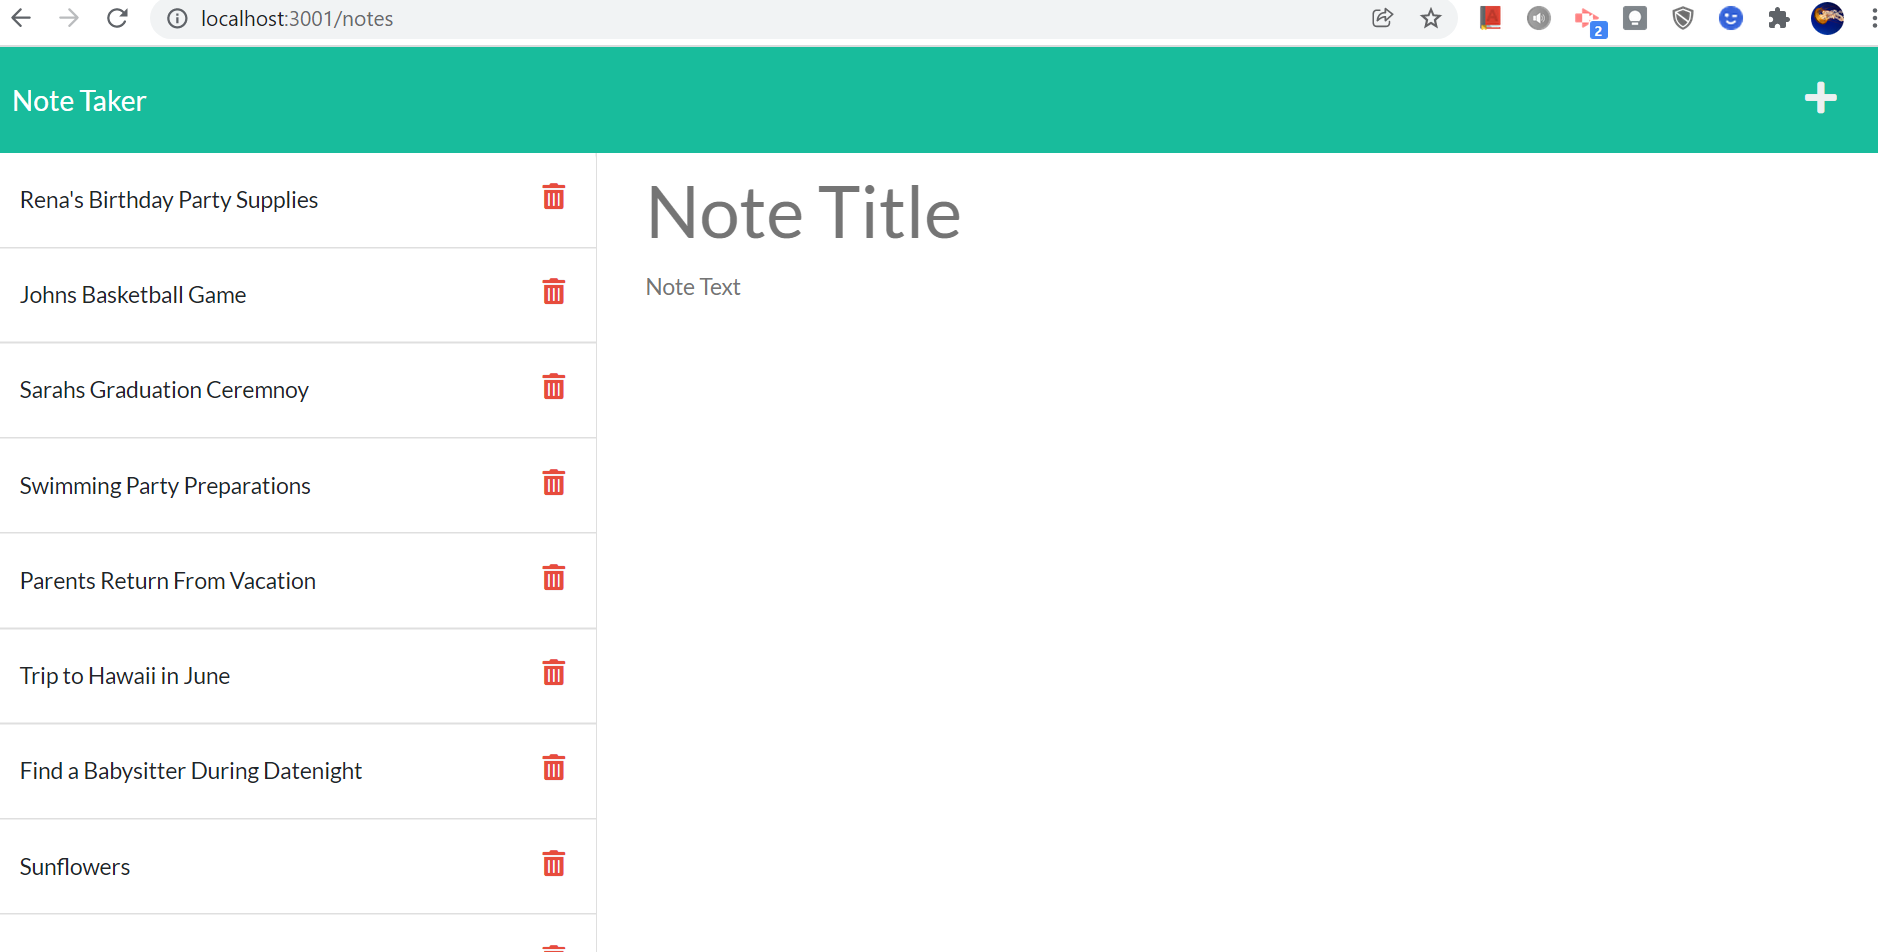 localhost:3001/notes
2
Note Taker
Rena's Birthday Party Supplies
Johns Basketball Game
Sarahs Graduation Ceremnoy
Swimming Party Preparations
Parents Return From Vacation
Trip to Hawaii in June
Find a Babysitter During Datenight
Sunflowers
Note Title
Note Text